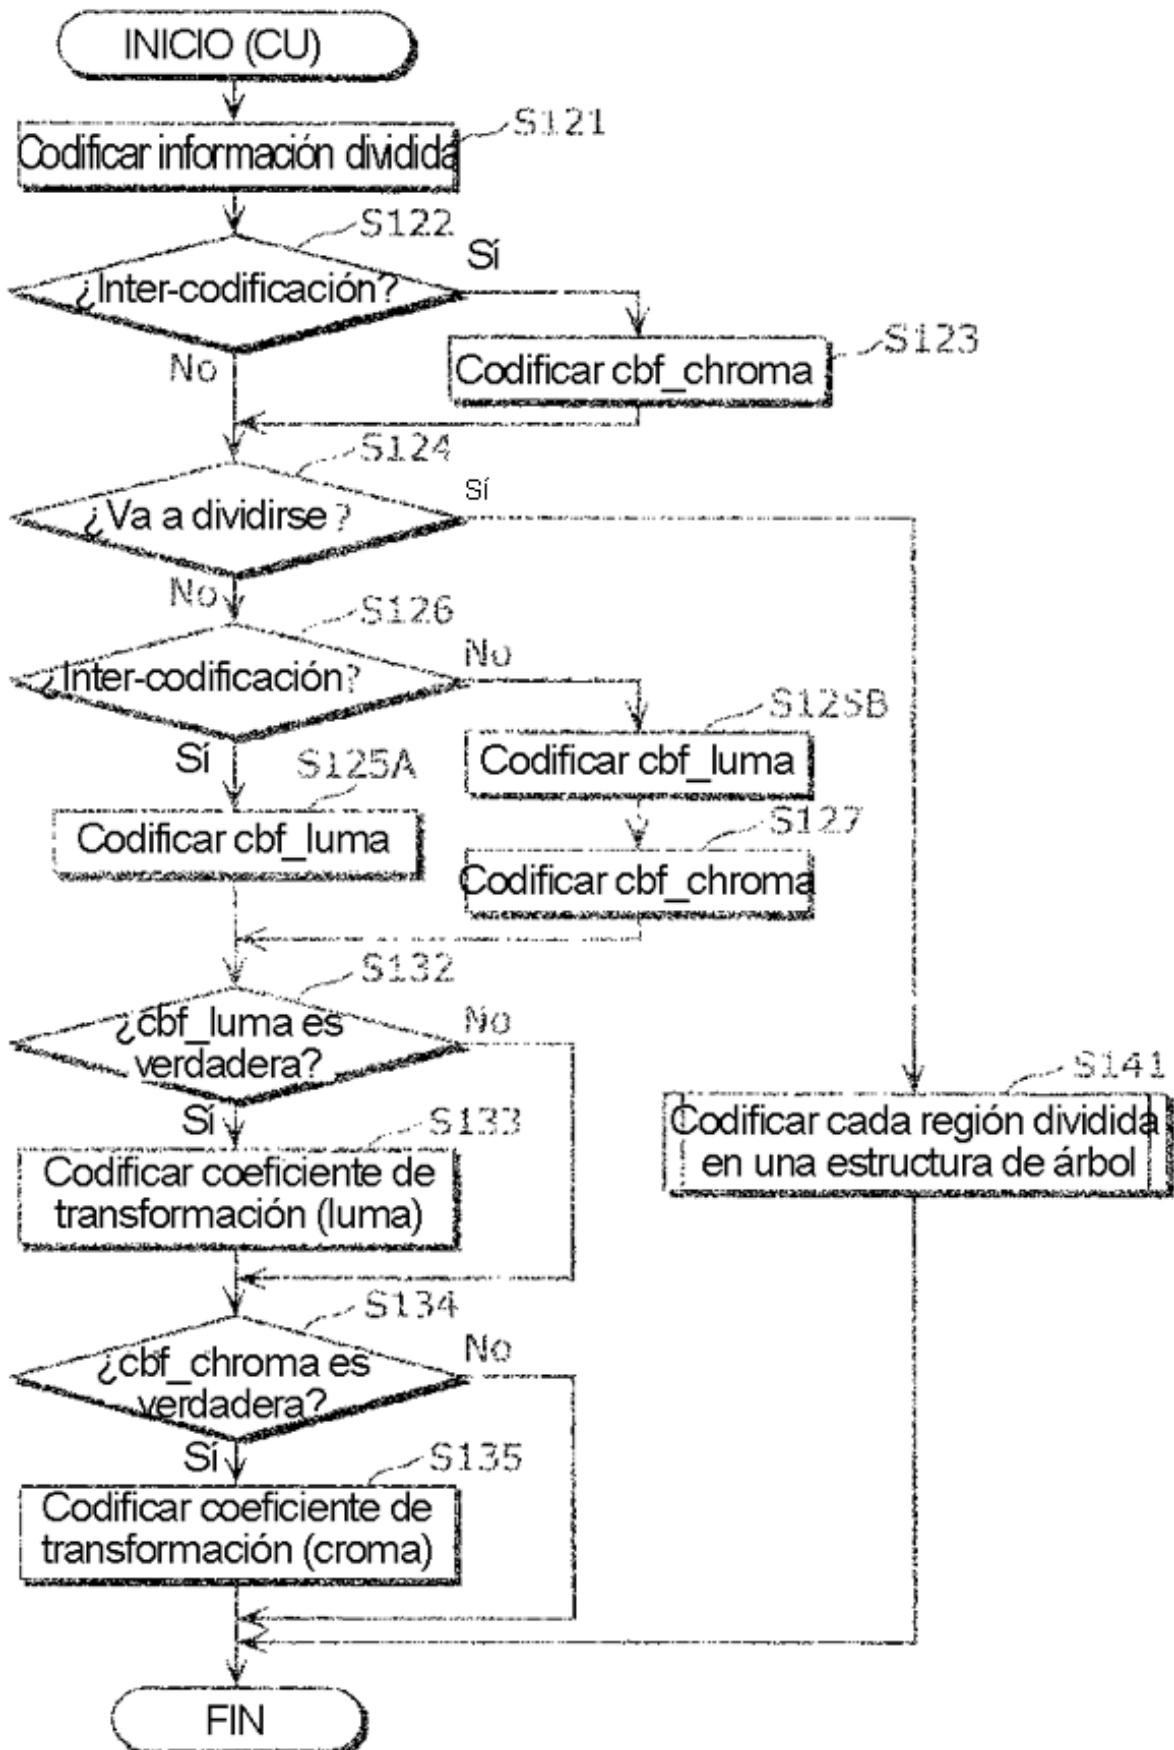 INICIO (CU)
S121
Codificar información dividida
S122
¿Inter-codificación?
Sí
No
S123
Codificar cbf_chroma
S124
¿Va a dividirse?
Sí
No
S126
¿Inter-codificación?
No
Sí
S125B
Codificar cbf_luma
S125A
Codificar cbf_luma
S127
Codificar cbf_chroma
S132
¿cbf_luma es
verdadera?
No
Sí
S133
Codificar coeficiente de
transformación (luma)
S141
Codificar cada región dividida
en una estructura de árbol
S134
¿cbf_chroma es
verdadera?
No
Sí
S135
Codificar coeficiente de
transformación (croma)
FIN